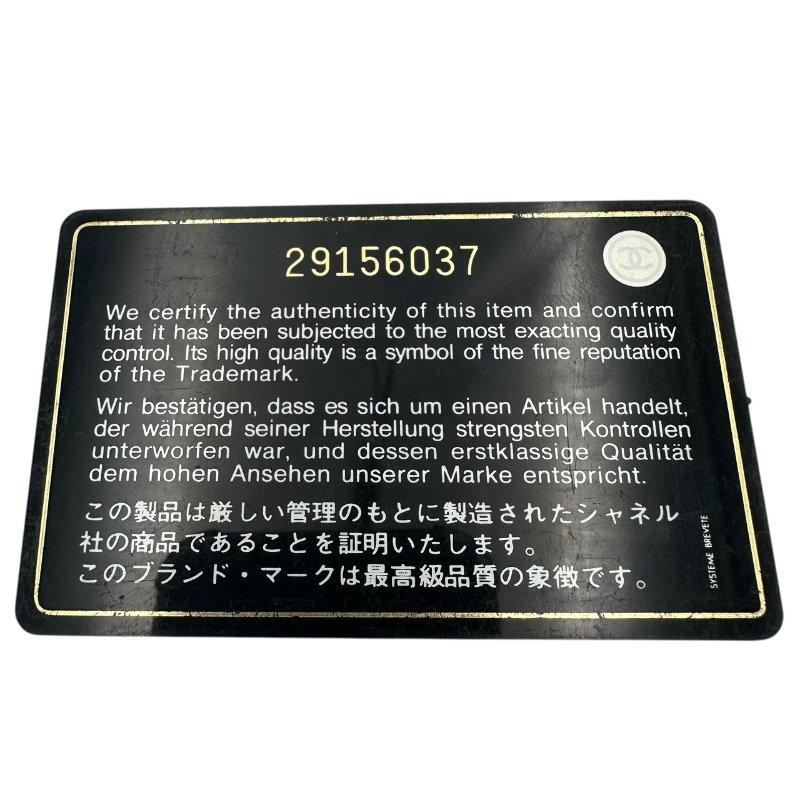 29156037
We certify the authenticity of this item and confirm
that it has been subjected to the most exacting quality
control. Its high quality is a symbol of the fine reputation
of the Trademark.
Wir bestätigen, dass es sich um einen Artikel handelt,
der während seiner Herstellung strengsten Kontrollen
unterworfen war, und dessen erstklassige Qualität
dem hohen Ansehen unserer Marke entspricht.
この製品は厳しい管理のもとに製造されたシャネル
社の商品であることを証明いたします。
このブランド・マークは最高級品質の象徴です。
SYSTEME BREVETE